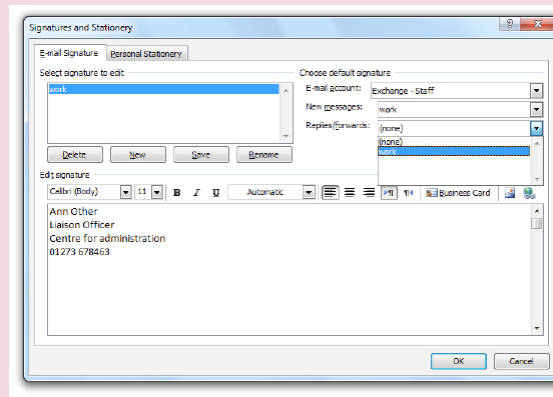 Signatures and Stationery
E-mail Signature
Personal Stationery
Select signature to edit
work
Delete
New
Save
Rename
Choose default signature
E-mail account:
Exchange - Staff
New messages:
work
Replies/forwards:
(none)
(none)
work
Edit signature
Calibri (Body)
11
B
I
U
Automatic
Business Card
Ann Other
Liaison Officer
Centre for administration
01273 678463
OK
Cancel